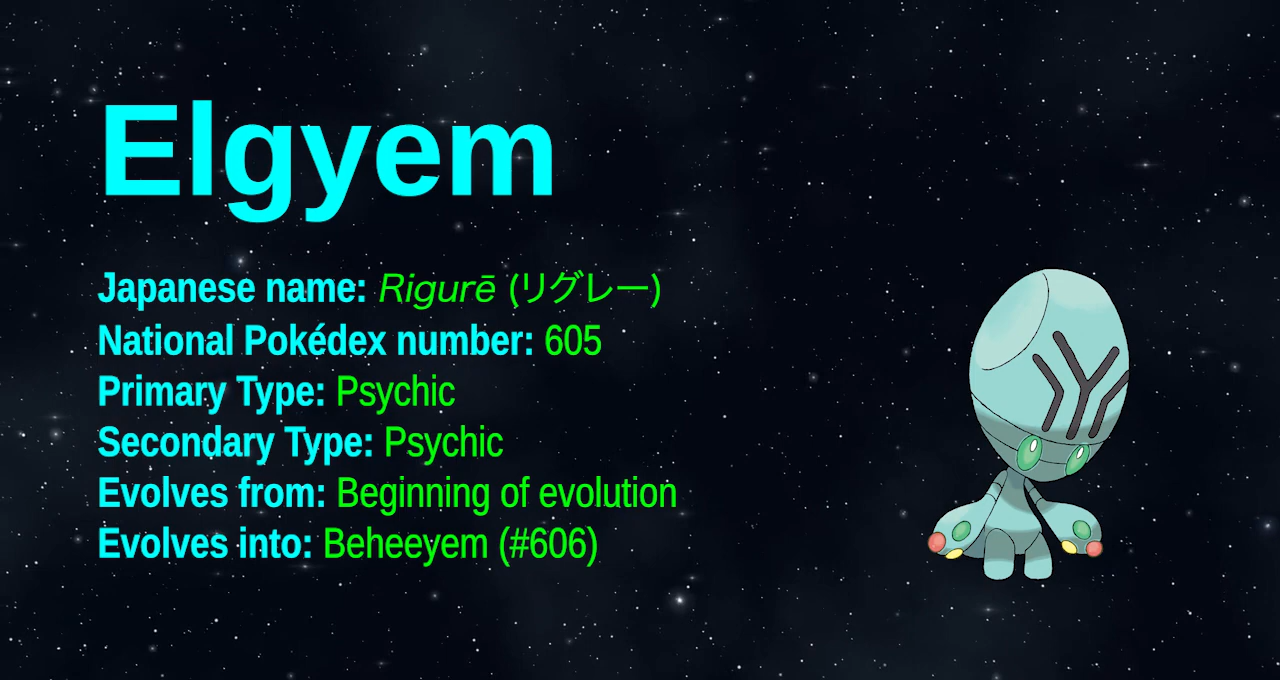 Elgyem
Japanese name: Rigurē (リグレー)
National Pokédex number: 605
Primary Type: Psychic
Secondary Type: Psychic
Evolves from: Beginning of evolution
Evolves into: Beheeyem (#606)